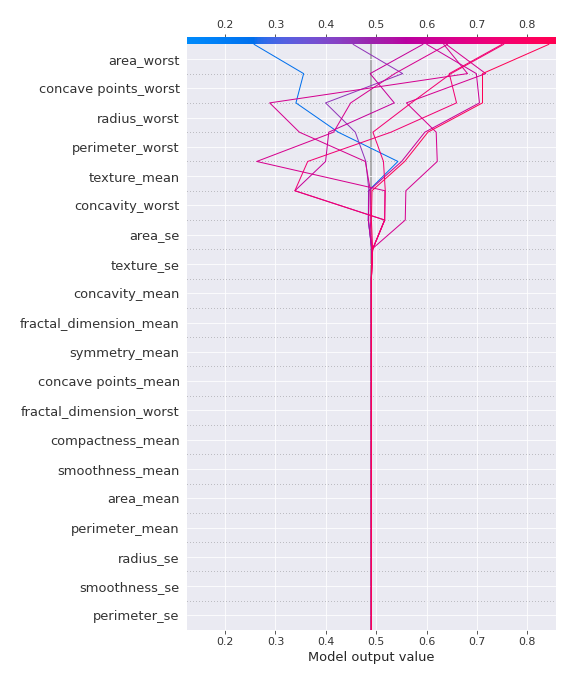 0.2 0.3 0.4 0.5 0.6 0.7 0.8
area_worst
concave points_worst
radius_worst
perimeter_worst
texture_mean
concavity_worst
area_se
texture_se
concavity_mean
fractal_dimension_mean
symmetry_mean
concave points_mean
fractal_dimension_worst
compactness_mean
smoothness_mean
area_mean
perimeter_mean
radius_se
smoothness_se
perimeter_se
0.2 0.3 0.4 0.5 0.6 0.7 0.8
Model output value